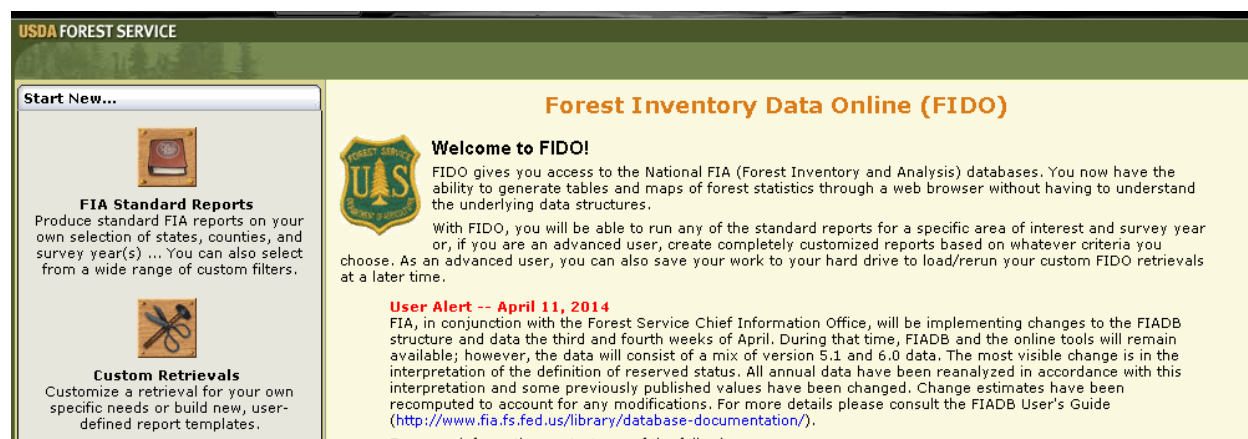 USDA FOREST SERVICE
Start New...
FIA Standard Reports
Produce standard FIA reports on your
own selection of states, counties, and
survey year(s) ... You can also select
from a wide range of custom filters.
Custom Retrievals
Customize a retrieval for your own
specific needs or build new, user-
defined report templates.
Forest Inventory Data Online (FIDO)
FOREST SERVICE
U S
DEPARTMENT OF AGRICULTURE
Welcome to FIDO!
FIDO gives you access to the National FIA (Forest Inventory and Analysis) databases. You now have the
ability to generate tables and maps of forest statistics through a web browser without having to understand
the underlying data structures.
With FIDO, you will be able to run any of the standard reports for a specific area of interest and survey year
or, if you are an advanced user, create completely customized reports based on whatever criteria you
choose. As an advanced user, you can also save your work to your hard drive to load/rerun your custom FIDO retrievals
at a later time.
User Alert -- April 11, 2014
FIA, in conjunction with the Forest Service Chief Information Office, will be implementing changes to the FIADB
structure and data the third and fourth weeks of April. During that time, FIADB and the online tools will remain
available; however, the data will consist of a mix of version 5.1 and 6.0 data. The most visible change is in the
interpretation of the definition of reserved status. All annual data have been reanalyzed in accordance with this
interpretation and some previously published values have been changed. Change estimates have been
recomputed to account for any modifications. For more details please consult the FIADB User's Guide
(http://www.fia.fs.fed.us/library/database-documentation/).